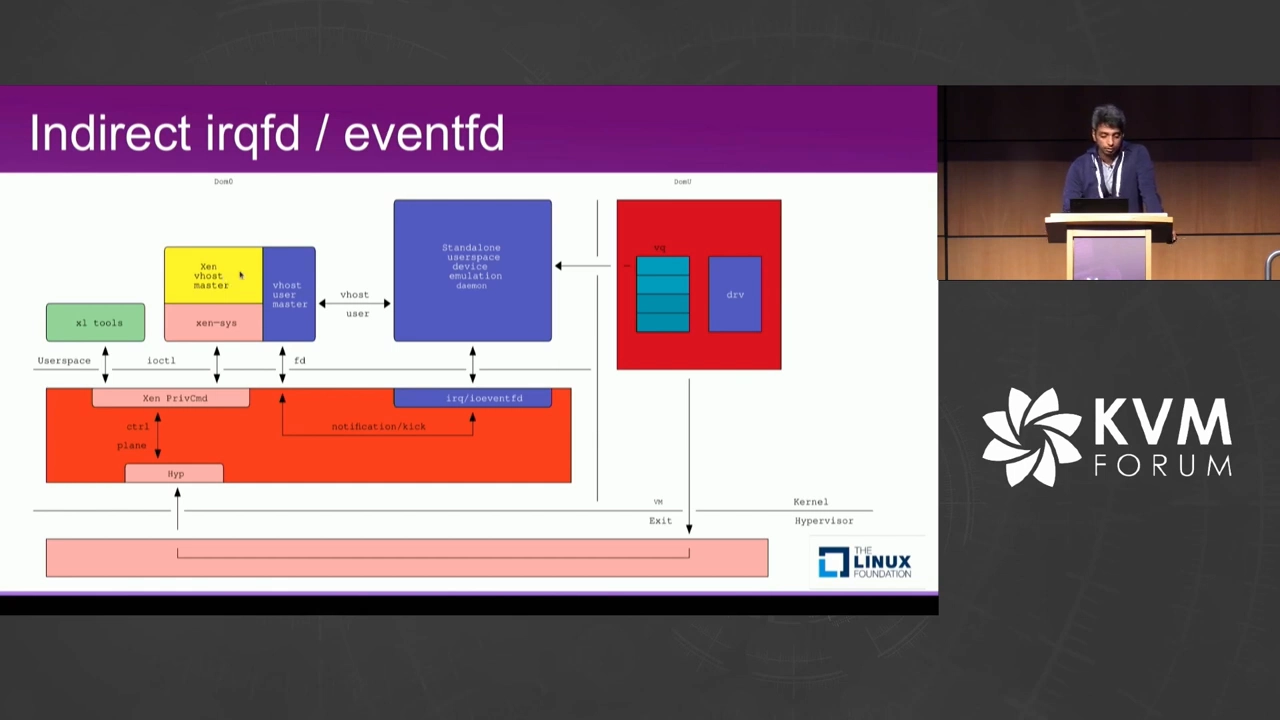 Indirect irqfd / eventfd
Dom0
DomU
Standalone
userspace
device
emulation
daemon
vq
drv
Xen
vhost
master
vhost
user
master
xen-sys
xl tools
vhost
user
Userspace
ioctl
fd
Xen PrivCmd
irq/ioeventfd
ctrl
plane
notification/kick
Hyp
VM
Exit
Kernel
Hypervisor
THE
LINUX
FOUNDATION
KVM
FORUM